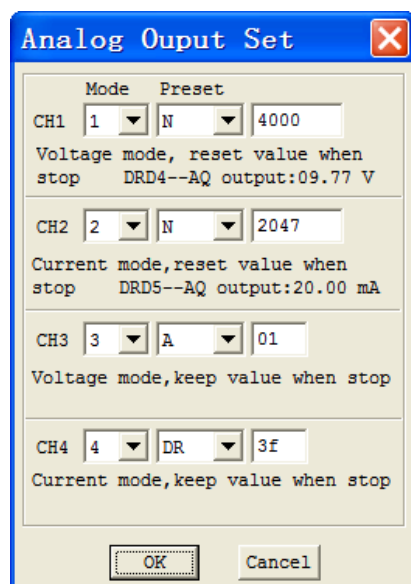 Analog Ouput Set
Mode Preset
CH1 1 N 4000
Voltage mode, reset value when
stop DRD4--AQ output:09.77 V
CH2 2 N 2047
Current mode,reset value when
stop DRD5--AQ output:20.00 mA
CH3 3 A 01
Voltage mode,keep value when stop
CH4 4 DR 3f
Current mode,keep value when stop
OK Cancel